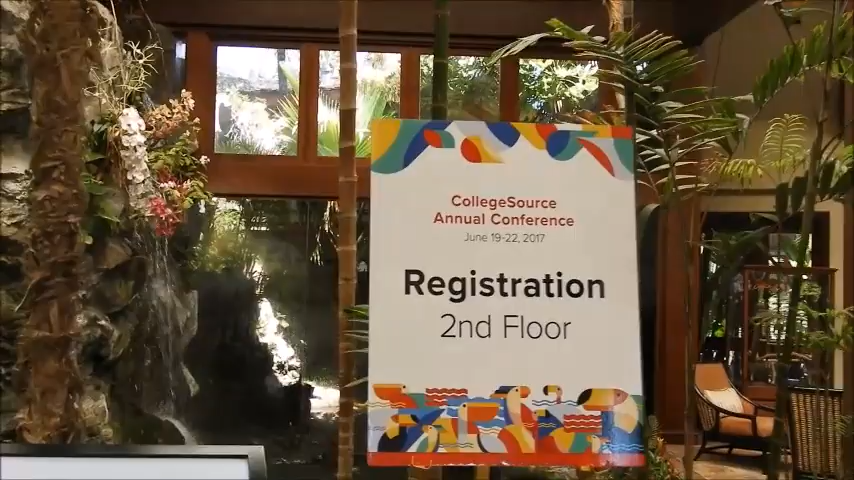 CollegeSource
Annual Conference
June 19-22, 2017
Registration
2nd Floor